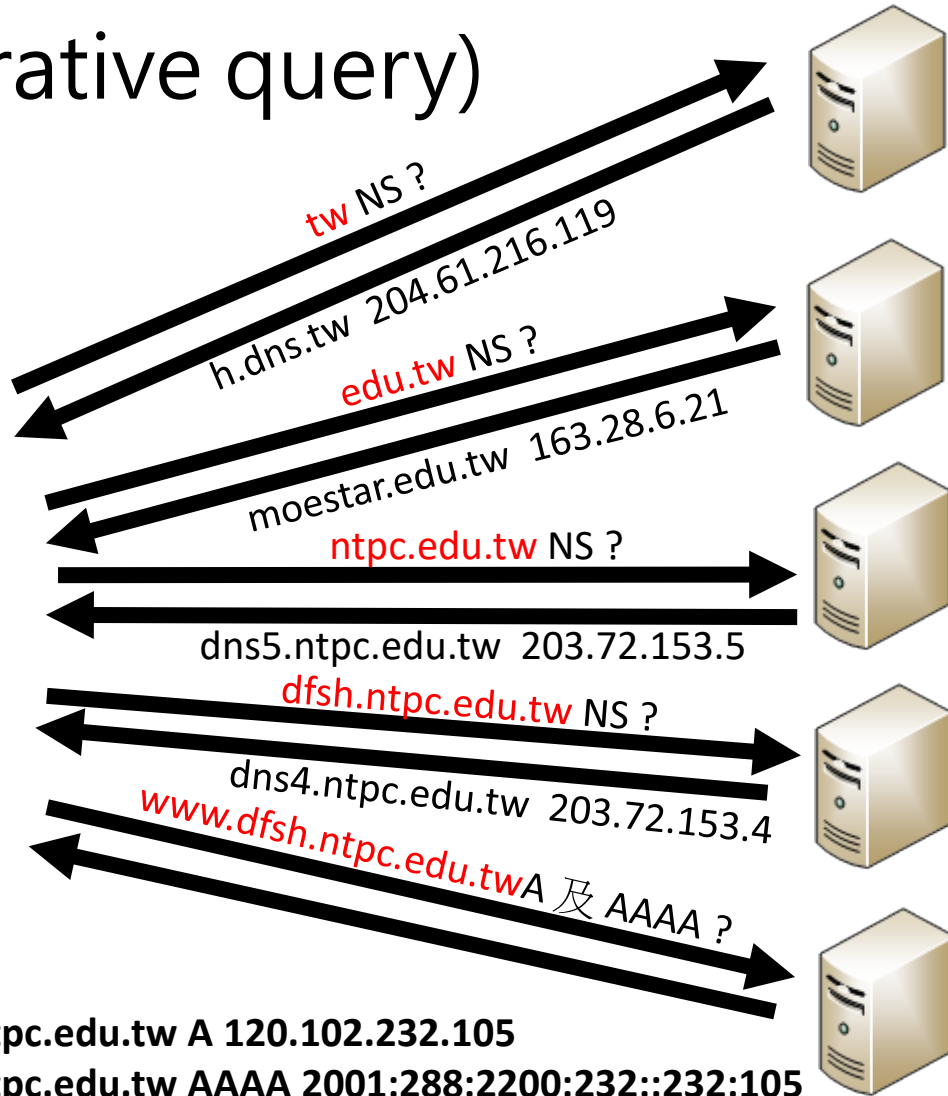 rative query)
tw NS ?
h.dns.tw 204.61.216.119
edu.tw NS ?
moestar.edu.tw 163.28.6.21
ntpc.edu.tw NS ?
dns5.ntpc.edu.tw 203.72.153.5
dfsh.ntpc.edu.tw NS ?
dns4.ntpc.edu.tw 203.72.153.4
www.dfsh.ntpc.edu.twA 及 AAAA ?
tpc.edu.tw A 120.102.232.105
tpc.edu.tw AAAA 2001:288:2200:232::232:105